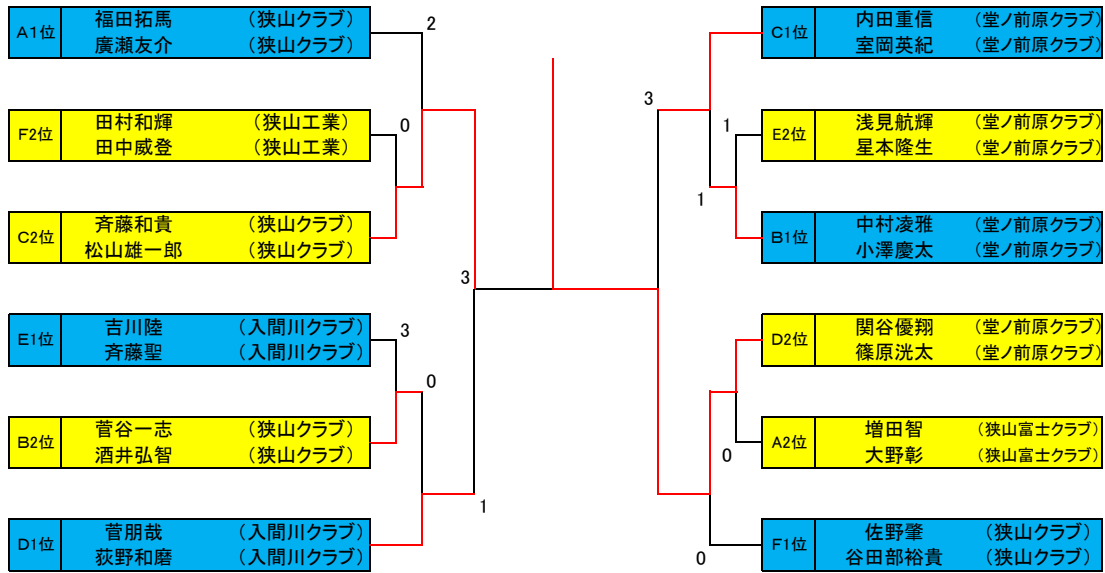 A1位 福田拓馬 （狭山クラブ）
廣瀬友介 （狭山クラブ）
2
F2位 田村和輝 （狭山工業）
田中威登 （狭山工業）
0
C2位 斉藤和貴 （狭山クラブ）
松山雄一郎 （狭山クラブ）
3
E1位 吉川陸 （入間川クラブ）
斉藤聖 （入間川クラブ）
3
0
B2位 菅谷一志 （狭山クラブ）
酒井弘智 （狭山クラブ）
1
D1位 菅朋哉 （入間川クラブ）
荻野和磨 （入間川クラブ）
C1位 内田重信 （堂ノ前原クラブ）
室岡英紀 （堂ノ前原クラブ）
3
1
E2位 浅見航輝 （堂ノ前原クラブ）
星本隆生 （堂ノ前原クラブ）
1
B1位 中村凌雅 （堂ノ前原クラブ）
小澤慶太 （堂ノ前原クラブ）
D2位 関谷優翔 （堂ノ前原クラブ）
篠原洸太 （堂ノ前原クラブ）
A2位 増田智 （狭山富士クラブ）
大野彰 （狭山富士クラブ）
0
F1位 佐野肇 （狭山クラブ）
谷田部裕貴 （狭山クラブ）
0